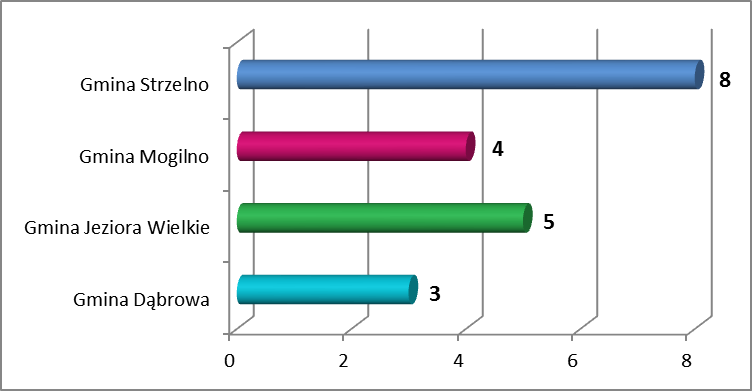 Gmina Strzelno
8
Gmina Mogilno
4
Gmina Jeziora Wielkie
5
Gmina Dąbrowa
3
0 2 4 6 8